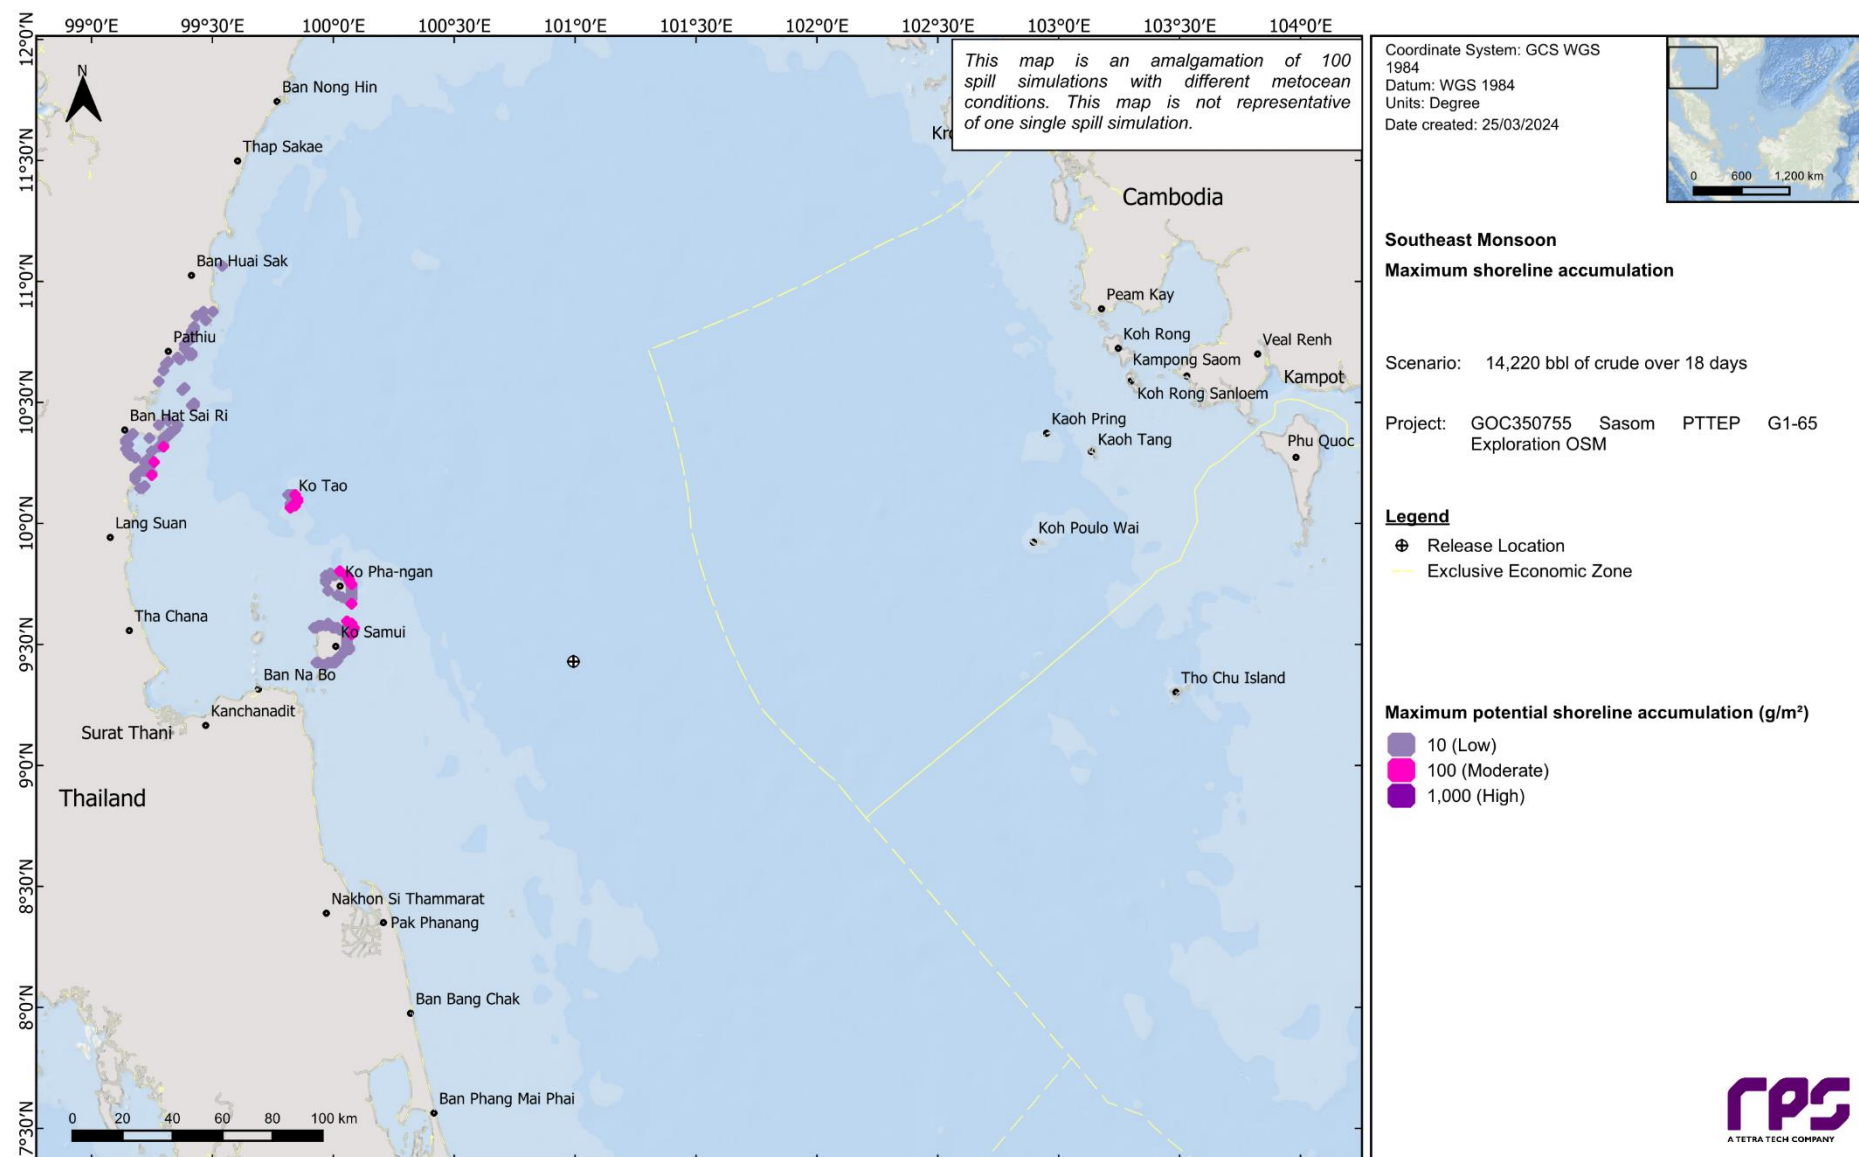 99°0'E 99°30'E 100°0'E 100°30'E 101°0'E 101°30'E 102°0'E 102°30'E 103°0'E 103°30'E 104°0'E
12°0'N
11°30'N
11°0'N
10°30'N
10°0'N
9°30'N
9°0'N
8°30'N
8°0'N
7°30'N
N
This map is an amalgamation of 100
spill simulations with different metocean
conditions. This map is not representative
of one single spill simulation.
Ban Nong Hin
Thap Sakae
Cambodia
Ban Huai Sak
Peam Kay
Pathiu
Koh Rong
Veal Renh
Kampong Saom
Kampot
Koh Rong Sanloem
Ban Hat Sai Ri
Kaoh Pring
Kaoh Tang
Phu Quoc
Ko Tao
Lang Suan
Koh Poulo Wai
Ko Pha-ngan
Tha Chana
Ko Samui
Ban Na Bo
Tho Chu Island
Kanchanadit
Surat Thani
Thailand
Nakhon Si Thammarat
Pak Phanang
Ban Bang Chak
Ban Phang Mai Phai
0 20 40 60 80 100 km
Coordinate System: GCS WGS
1984
Datum: WGS 1984
Units: Degree
Date created: 25/03/2024
0 600 1,200 km
Southeast Monsoon
Maximum shoreline accumulation
Scenario: 14,220 bbl of crude over 18 days
Project: GOC350755 Sasom PTTEP G1-65
Exploration OSM
Legend
Release Location
Exclusive Economic Zone
Maximum potential shoreline accumulation (g/m²)
10 (Low)
100 (Moderate)
1,000 (High)
rps
A TETRA TECH COMPANY